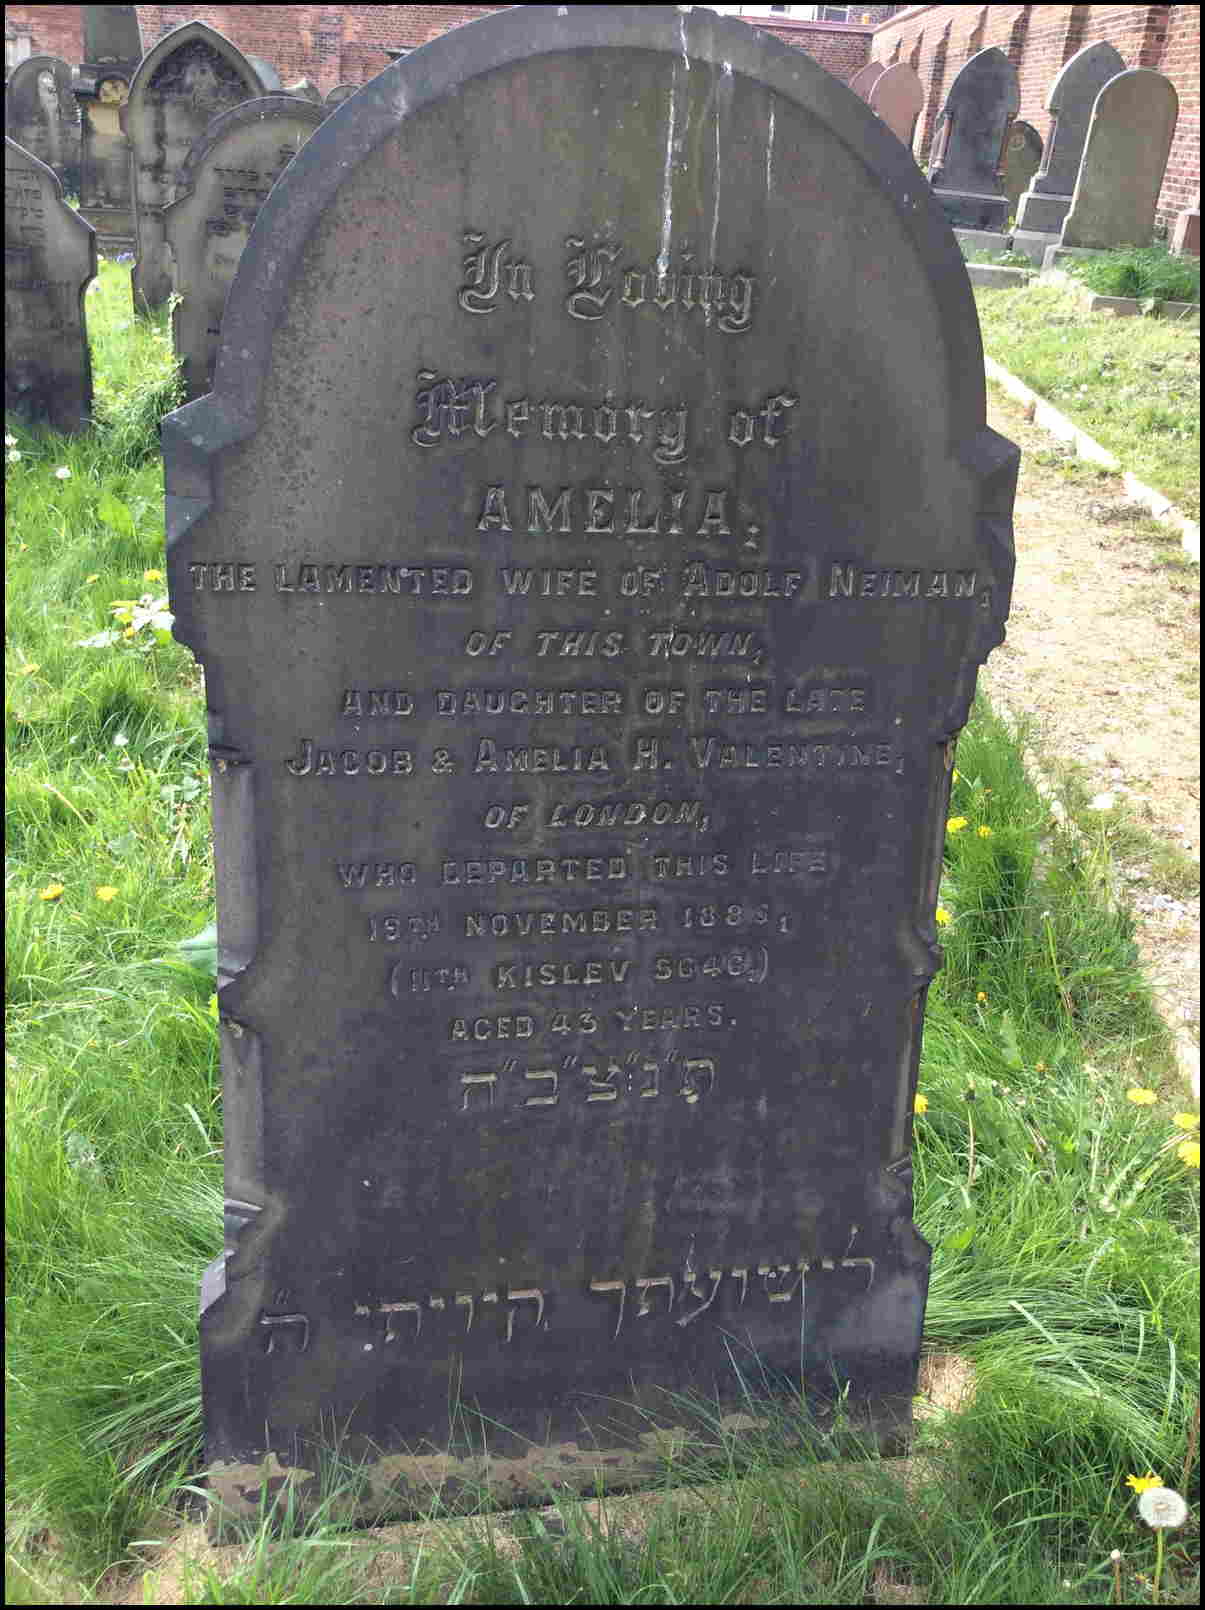 In Loving
Memory of
AMELIA,
THE LAMENTED WIFE OF ADOLF NEIMAN,
OF THIS TOWN,
AND DAUGHTER OF THE LATE
JACOB & AMELIA H. VALENTINE,
OF LONDON,
WHO DEPARTED THIS LIFE
19TH NOVEMBER 1885,
(11TH KISLEV 5646,)
AGED 43 YEARS.
ת"נ"צ"ב"ה
לישועתך קויתי ה"